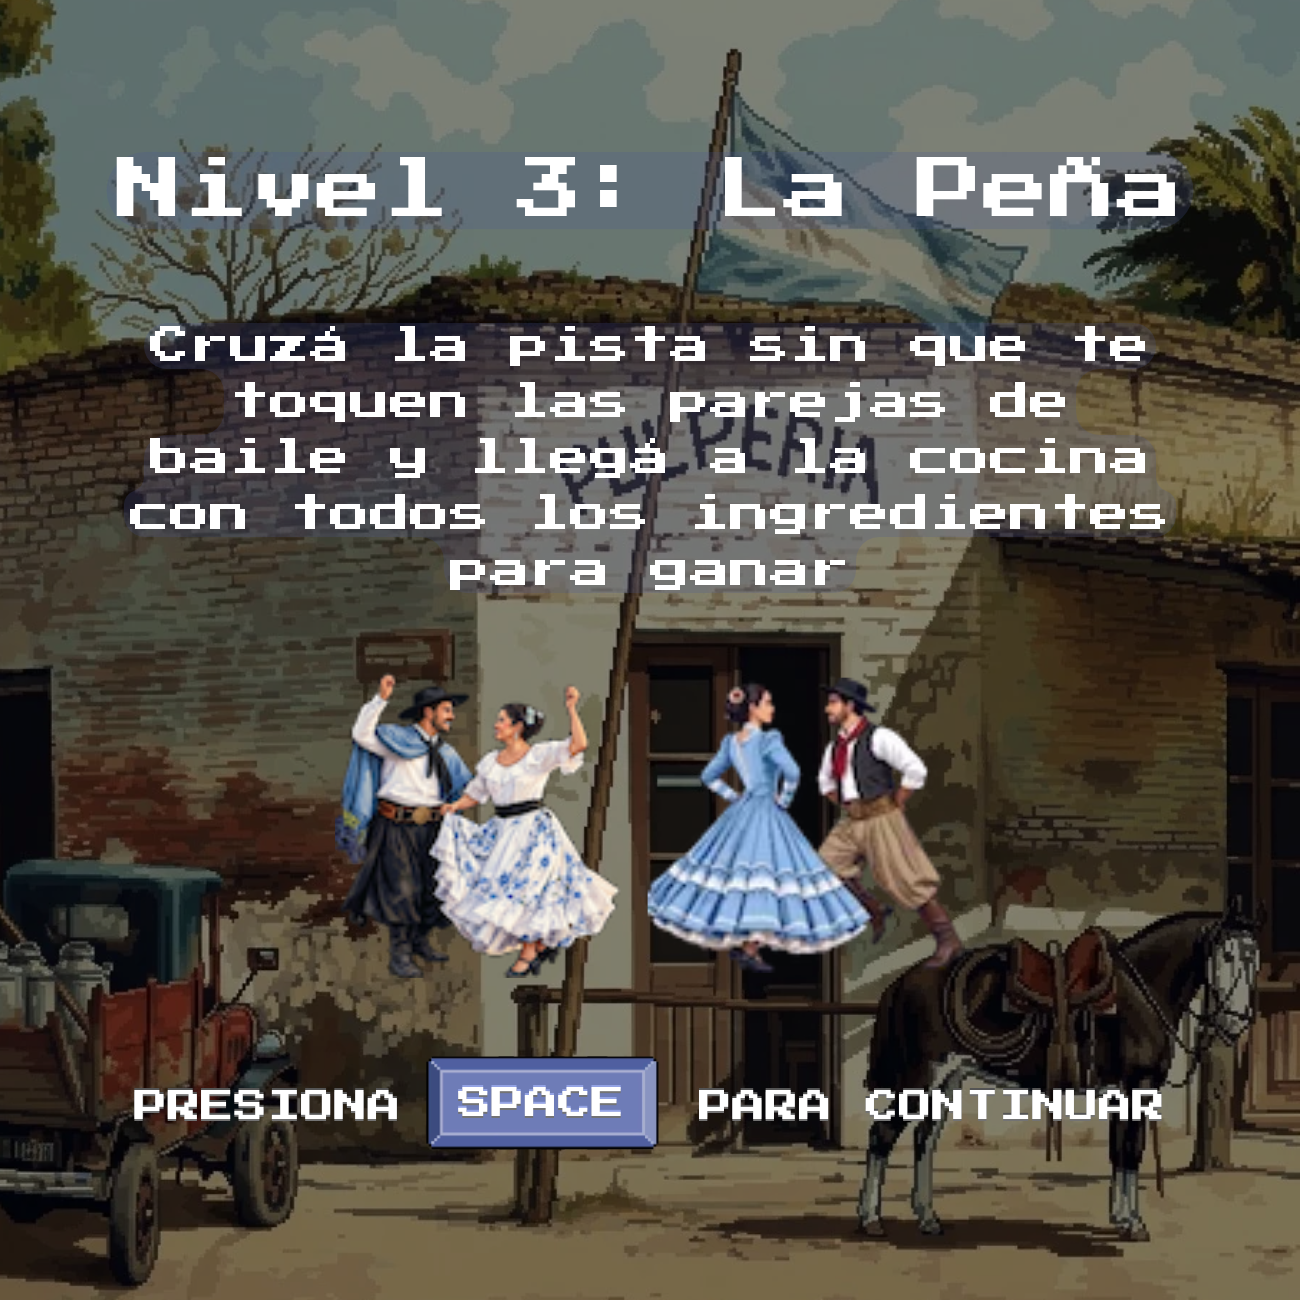 Nivel 3: La Peña
Cruzá la pista sin que te
toquen las parejas de
baile y llegá a la cocina
con todos los ingredientes
para ganar
PULPERIA
PRESIONA SPACE PARA CONTINUAR